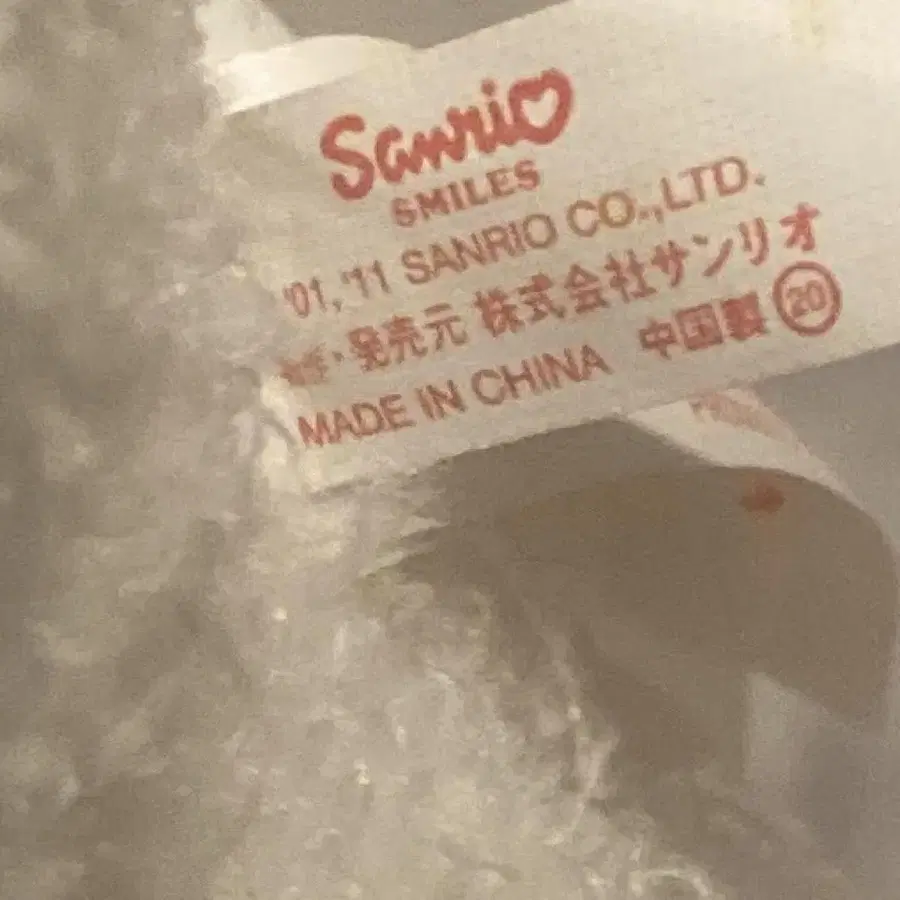 Sanrio
SMILES
'01, '11 SANRIO CO., LTD.
・発売元 株式会社サンリオ
MADE IN CHINA 中国製 20